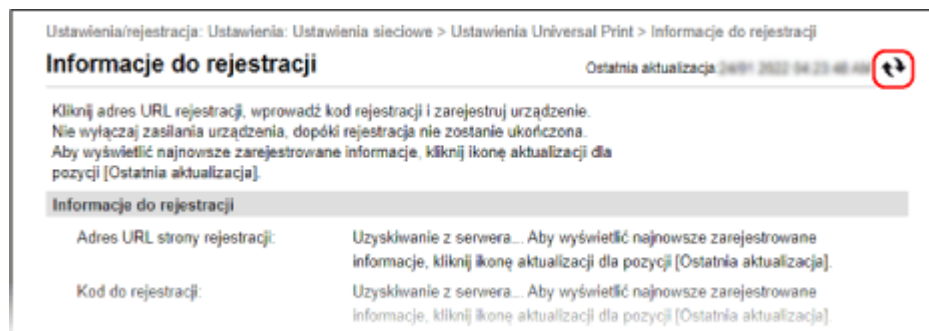 Ustawienia/rejestracja: Ustawienia: Ustawienia sieciowe > Ustawienia Universal Print > Informacje do rejestracji
Informacje do rejestracji
Ostatnia aktualizacja:
Kliknij adres URL rejestracji, wprowadź kod rejestracji i zarejestruj urządzenie.
Nie wyłączaj zasilania urządzenia, dopóki rejestracja nie zostanie ukończona.
Aby wyświetlić najnowsze zarejestrowane informacje, kliknij ikonę aktualizacji dla
pozycji [Ostatnia aktualizacja].
Informacje do rejestracji
Adres URL strony rejestracji: Uzyskiwanie z serwera... Aby wyświetlić najnowsze zarejestrowane
informacje, kliknij ikonę aktualizacji dla pozycji [Ostatnia aktualizacja].
Kod do rejestracji: Uzyskiwanie z serwera... Aby wyświetlić najnowsze zarejestrowane
informacje, kliknij ikonę aktualizacji dla pozycji [Ostatnia aktualizacja].